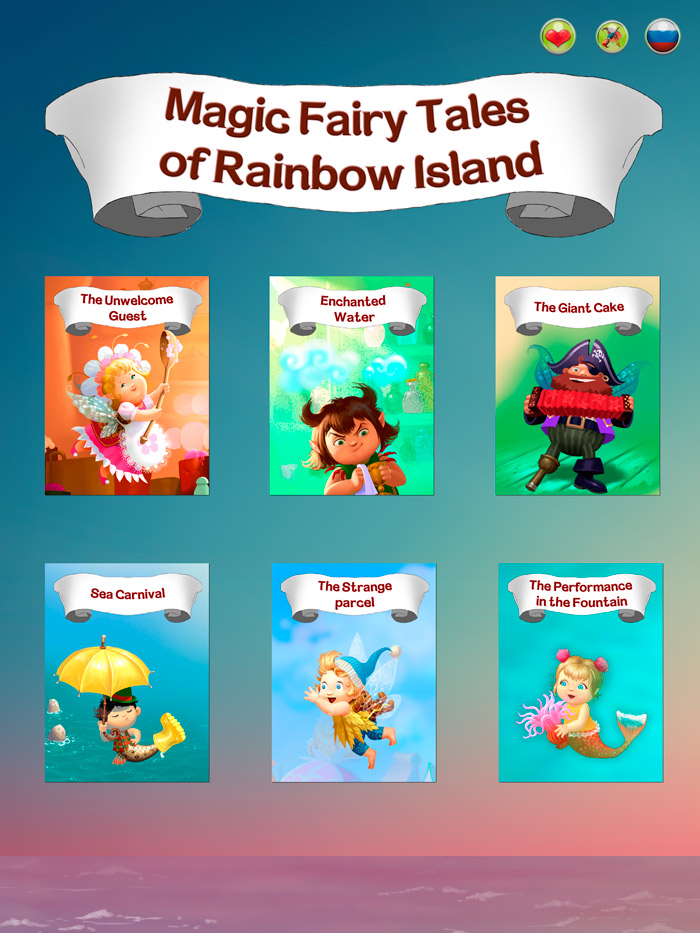 Magic Fairy Tales
of Rainbow Island
The Unwelcome
Guest
Enchanted
Water
The Giant Cake
Sea Carnival
The Strange
parcel
The Performance
in the Fountain